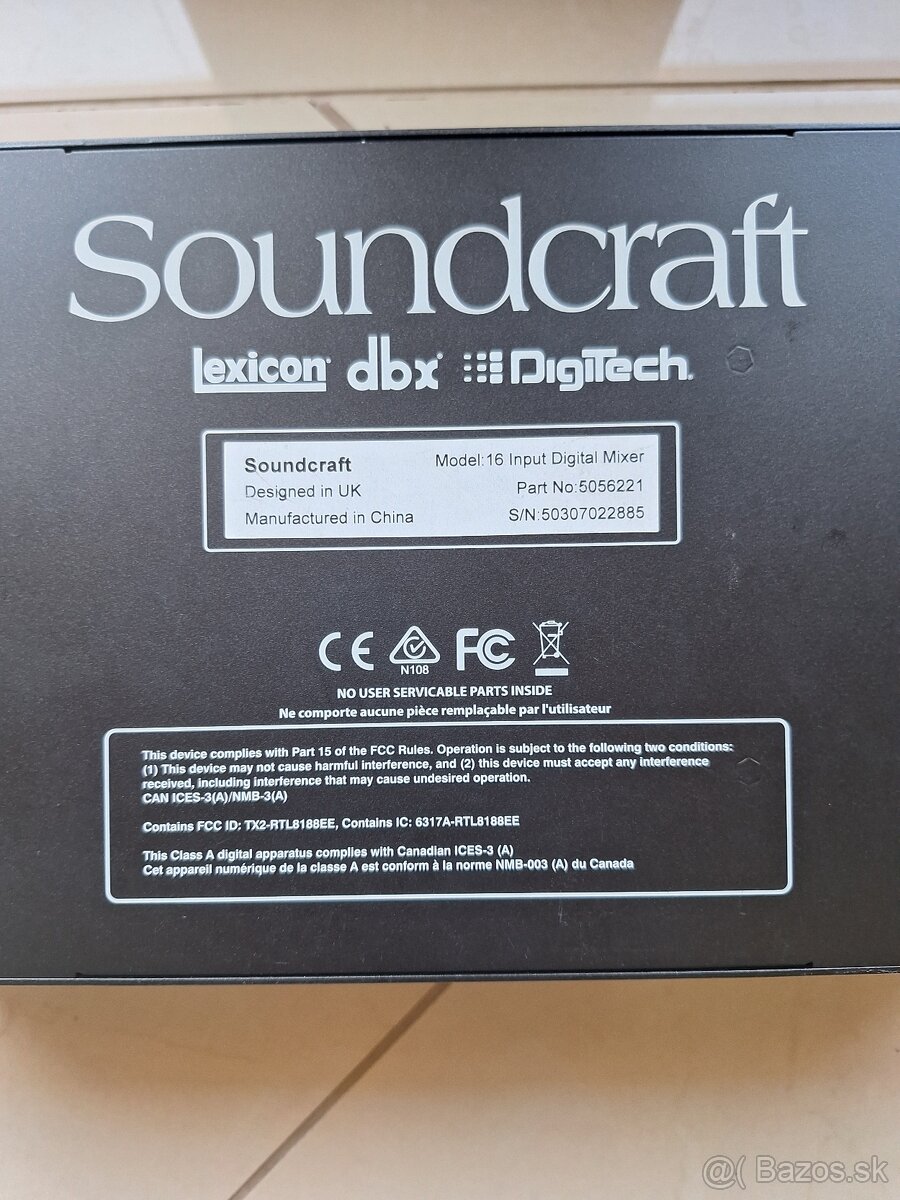 Soundcraft
lexicon dbx DigiTech
Soundcraft Model:16 Input Digital Mixer
Designed in UK Part No:5056221
Manufactured in China S/N:50307022885
CE FC
N108
NO USER SERVICABLE PARTS INSIDE
Ne comporte aucune pièce remplaçable par l'utilisateur
This device complies with Part 15 of the FCC Rules. Operation is subject to the following two conditions:
(1) This device may not cause harmful interference, and (2) this device must accept any interference
received, including interference that may cause undesired operation.
CAN ICES-3(A)/NMB-3(A)
Contains FCC ID: TX2-RTL8188EE, Contains IC: 6317A-RTL8188EE
This Class A digital apparatus complies with Canadian ICES-3 (A)
Cet appareil numérique de la classe A est conform à la norme NMB-003 (A) du Canada
@( Bazos.sk